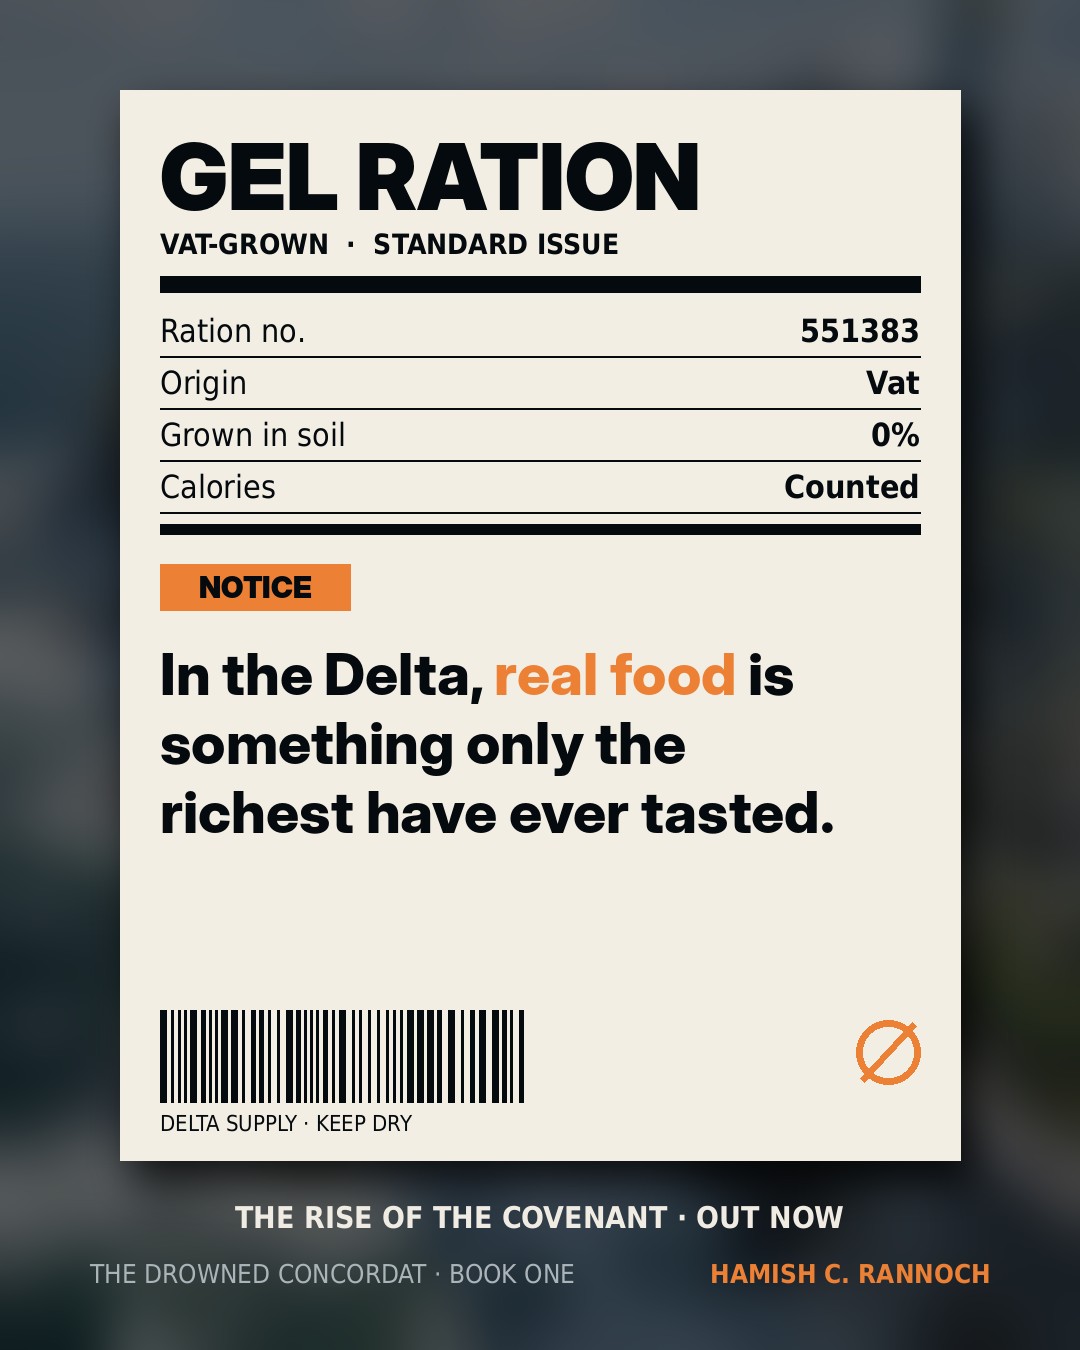 GEL RATION
VAT-GROWN · STANDARD ISSUE
Ration no. 551383
Origin Vat
Grown in soil 0%
Calories Counted
NOTICE
In the Delta, real food is
something only the
richest have ever tasted.
DELTA SUPPLY · KEEP DRY
THE RISE OF THE COVENANT · OUT NOW
THE DROWNED CONCORDAT · BOOK ONE HAMISH C. RANNOCH